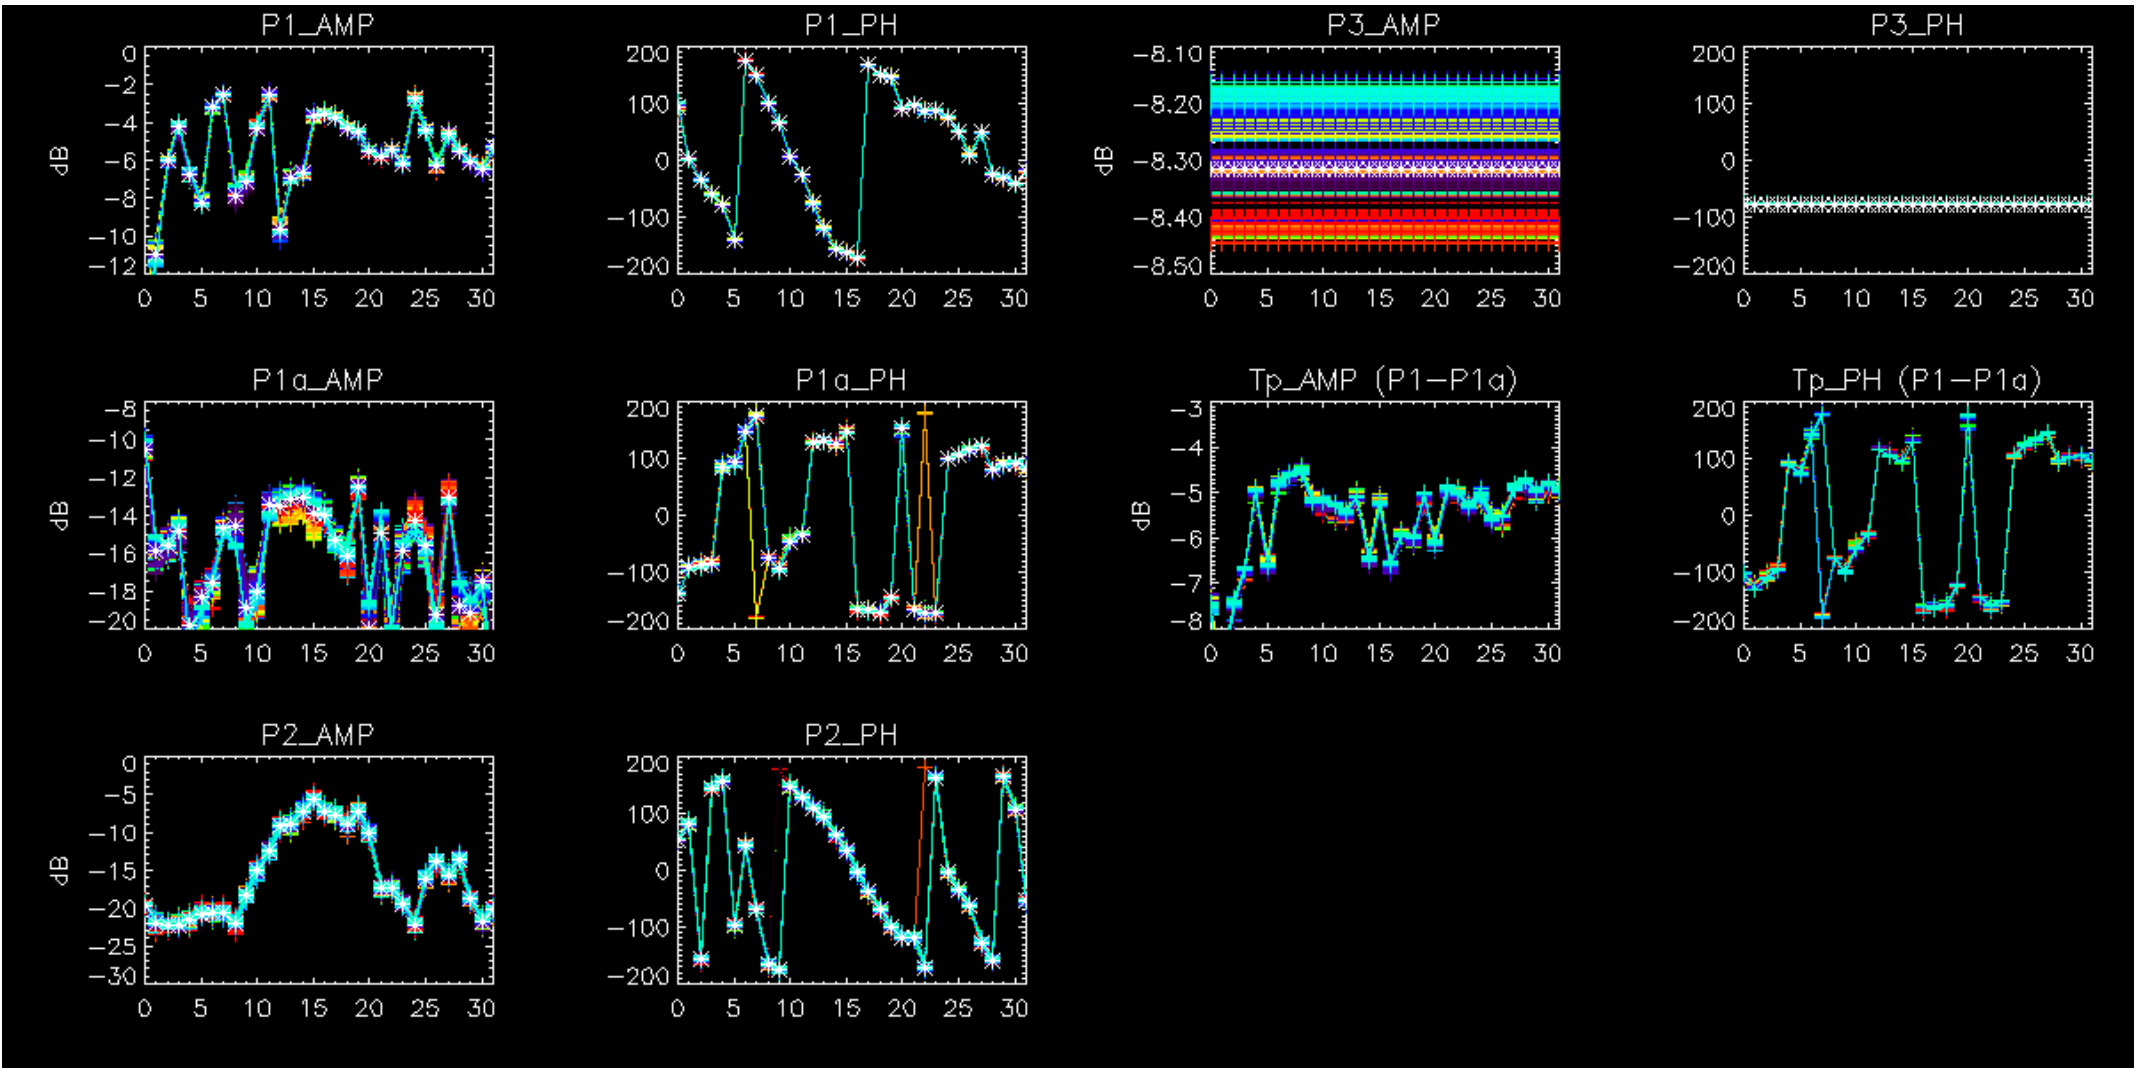 P1_AMP P1_PH P3_AMP P3_PH
0 200 −8.10 200
−2
−4 100 −8.20 100
dB −6 0 dB −8.30 0
−8
−10 −100 −8.40 −100
−12 −200 −8.50 −200
0 5 10 15 20 25 30 0 5 10 15 20 25 30 0 5 10 15 20 25 30 0 5 10 15 20 25 30
P1a_AMP P1a_PH Tp_AMP (P1−P1a) Tp_PH (P1−P1a)
−8 200 −3 200
−10
−12 100 −4 100
−14 0 −5 0
dB dB
−16 −6
−18 −100 −7 −100
−20 −200 −8 −200
0 5 10 15 20 25 30 0 5 10 15 20 25 30 0 5 10 15 20 25 30 0 5 10 15 20 25 30
P2_AMP P2_PH
0 200
−5
−10 100
dB −15 0
−20
−25 −100
−30 −200
0 5 10 15 20 25 30 0 5 10 15 20 25 30